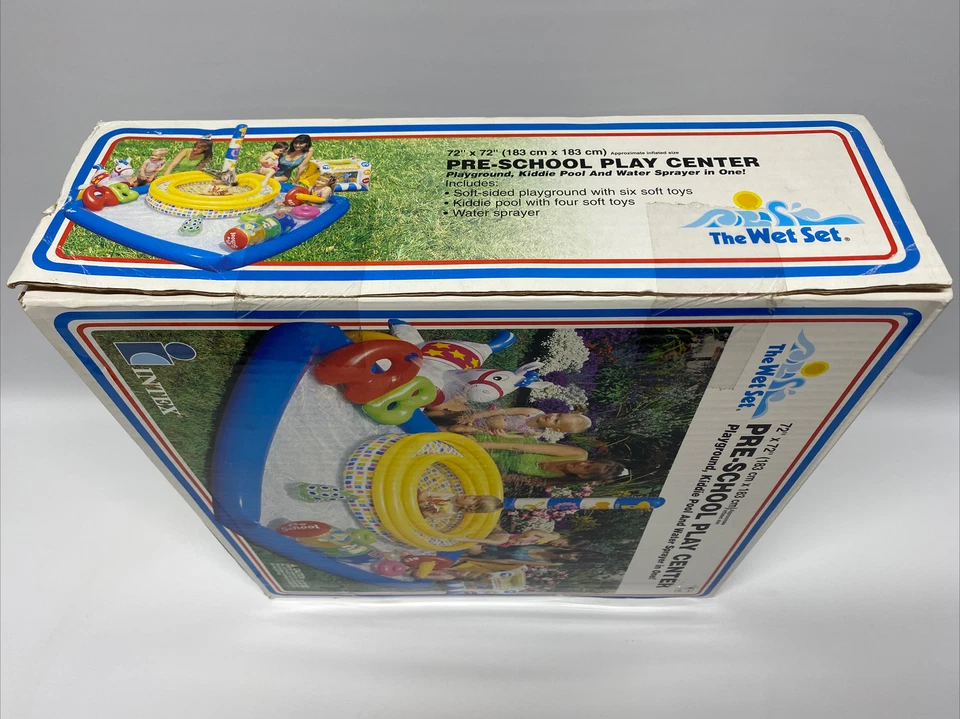 72" x 72" (183 cm x 183 cm) Approximate inflated size
PRE-SCHOOL PLAY CENTER
Playground, Kiddie Pool And Water Sprayer in One!
Includes:
• Soft-sided playground with six soft toys
• Kiddie pool with four soft toys
• Water sprayer
The Wet Set®
INTEX
The Wet Set®
72" x 72" (183 cm x 183 cm)
PRE-SCHOOL PLAY CENTER
Playground, Kiddie Pool And Water Sprayer in One!
School